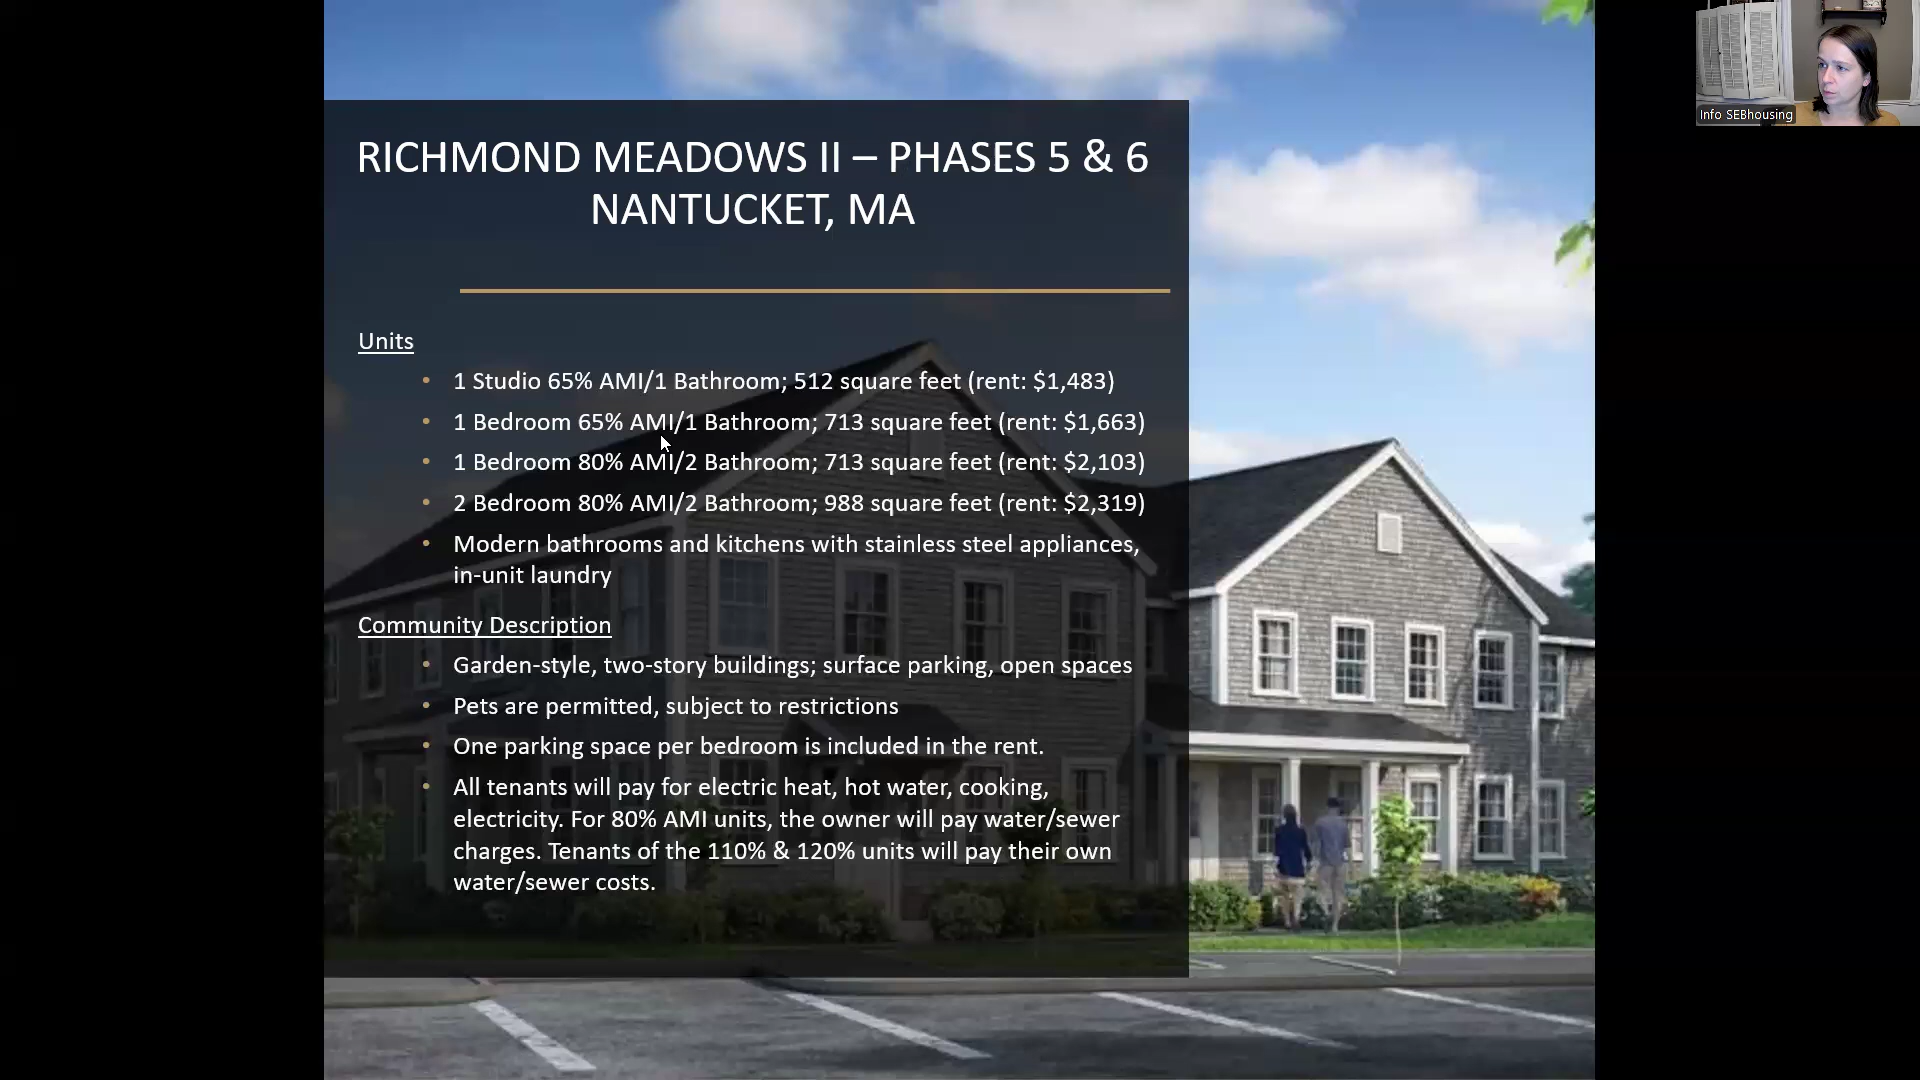 RICHMOND MEADOWS II – PHASES 5 & 6
NANTUCKET, MA
Units
• 1 Studio 65% AMI/1 Bathroom; 512 square feet (rent: $1,483)
• 1 Bedroom 65% AMI/1 Bathroom; 713 square feet (rent: $1,663)
• 1 Bedroom 80% AMI/2 Bathroom; 713 square feet (rent: $2,103)
• 2 Bedroom 80% AMI/2 Bathroom; 988 square feet (rent: $2,319)
• Modern bathrooms and kitchens with stainless steel appliances,
in-unit laundry
Community Description
• Garden-style, two-story buildings; surface parking, open spaces
• Pets are permitted, subject to restrictions
• One parking space per bedroom is included in the rent.
• All tenants will pay for electric heat, hot water, cooking,
electricity. For 80% AMI units, the owner will pay water/sewer
charges. Tenants of the 110% & 120% units will pay their own
water/sewer costs.
Info SEBhousing